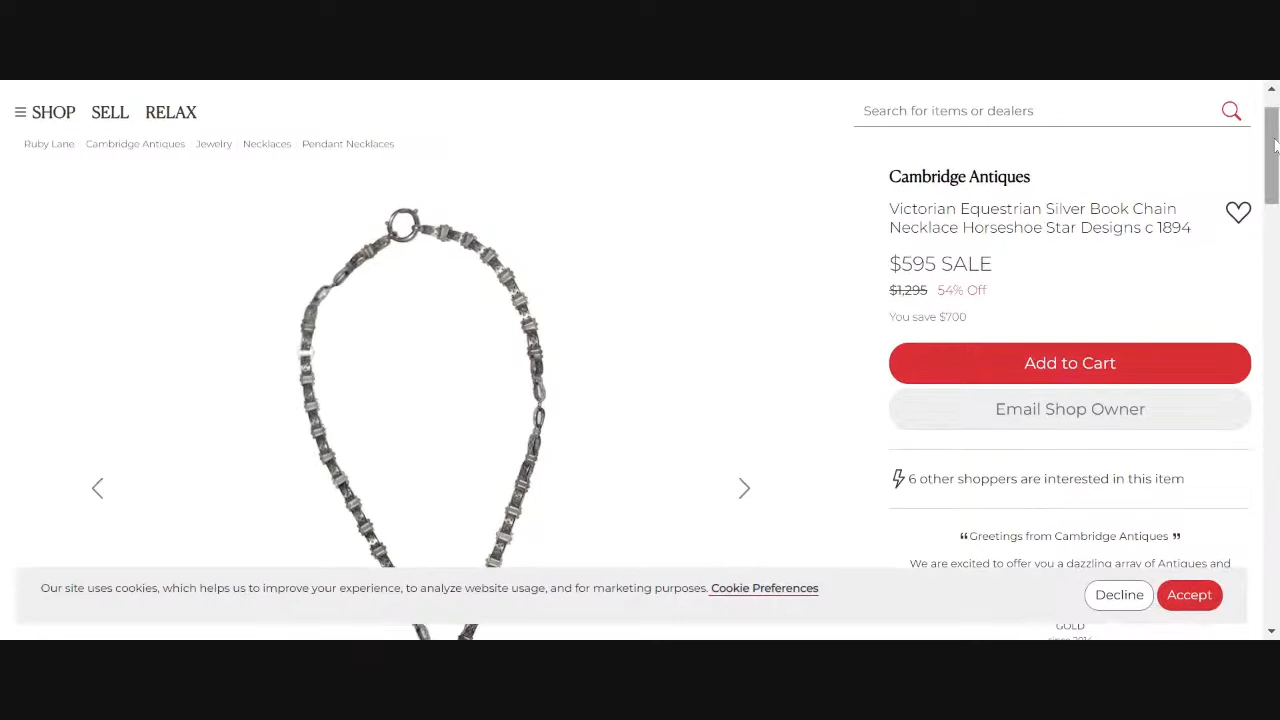 SHOP SELL RELAX
Search for items or dealers
Ruby Lane Cambridge Antiques Jewelry Necklaces Pendant Necklaces
Cambridge Antiques
Victorian Equestrian Silver Book Chain
Necklace Horseshoe Star Designs c 1894
$595 SALE
$1,295 54% Off
You save $700
Add to Cart
Email Shop Owner
6 other shoppers are interested in this item
“Greetings from Cambridge Antiques ”
We are excited to offer you a dazzling array of Antiques and
Our site uses cookies, which helps us to improve your experience, to analyze website usage, and for marketing purposes. Cookie Preferences
Decline Accept
GOLD
since 2014